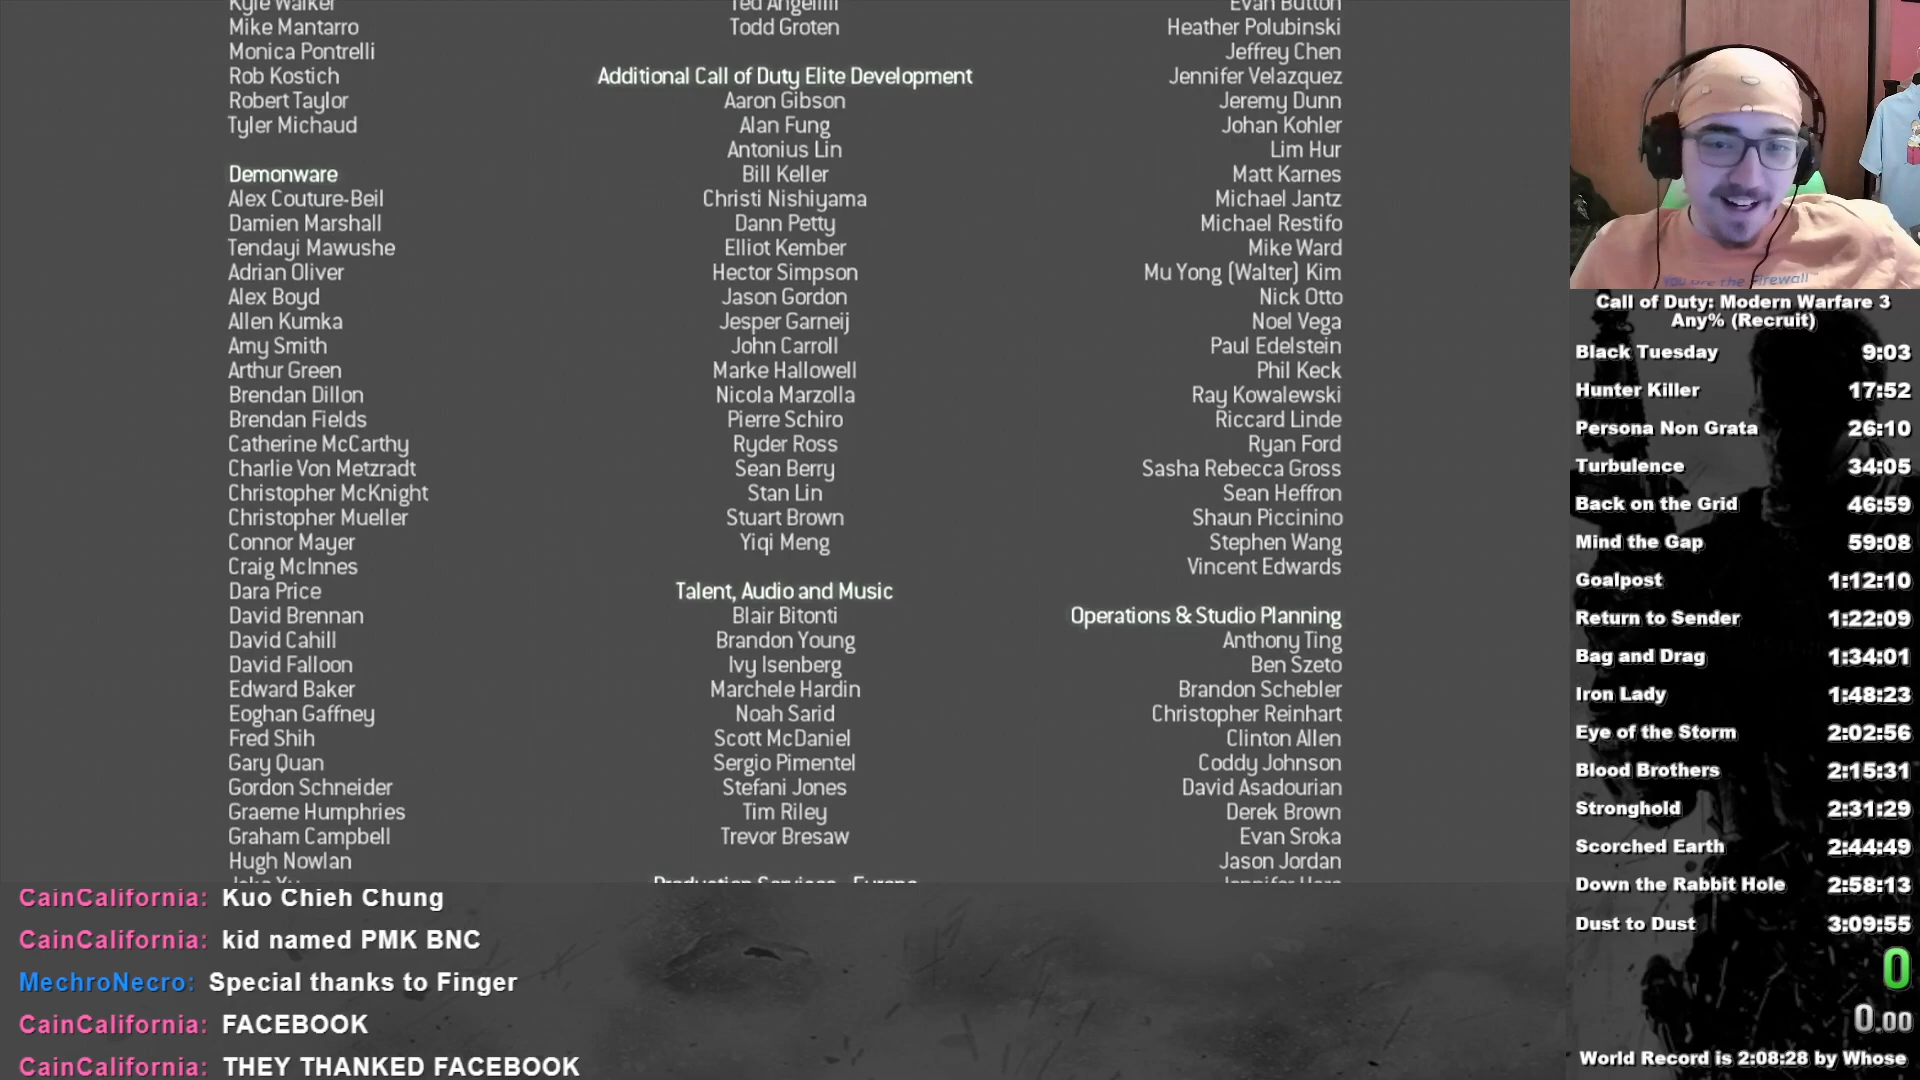 Kyle Walker
Mike Mantarro
Monica Pontrelli
Rob Kostich
Robert Taylor
Tyler Michaud
Demonware
Alex Couture-Beil
Damien Marshall
Tendayi Mawushe
Adrian Oliver
Alex Boyd
Allen Kumka
Amy Smith
Arthur Green
Brendan Dillon
Brendan Fields
Catherine McCarthy
Charlie Von Metzradt
Christopher McKnight
Christopher Mueller
Connor Mayer
Craig McInnes
Dara Price
David Brennan
David Cahill
David Falloon
Edward Baker
Eoghan Gaffney
Fred Shih
Gary Quan
Gordon Schneider
Graeme Humphries
Graham Campbell
Hugh Nowlan
Ted Angelilli
Todd Groten
Additional Call of Duty Elite Development
Aaron Gibson
Alan Fung
Antonius Lin
Bill Keller
Christi Nishiyama
Dann Petty
Elliot Kember
Hector Simpson
Jason Gordon
Jesper Garneij
John Carroll
Marke Hallowell
Nicola Marzolla
Pierre Schiro
Ryder Ross
Sean Berry
Stan Lin
Stuart Brown
Yiqi Meng
Talent, Audio and Music
Blair Bitonti
Brandon Young
Ivy Isenberg
Marchele Hardin
Noah Sarid
Scott McDaniel
Sergio Pimentel
Stefani Jones
Tim Riley
Trevor Bresaw
Production Services - Europe
Evan Button
Heather Polubinski
Jeffrey Chen
Jennifer Velazquez
Jeremy Dunn
Johan Kohler
Lim Hur
Matt Karnes
Michael Jantz
Michael Restifo
Mike Ward
Mu Yong (Walter) Kim
Nick Otto
Noel Vega
Paul Edelstein
Phil Keck
Ray Kowalewski
Riccard Linde
Ryan Ford
Sasha Rebecca Gross
Sean Heffron
Shaun Piccinino
Stephen Wang
Vincent Edwards
Operations & Studio Planning
Anthony Ting
Ben Szeto
Brandon Schebler
Christopher Reinhart
Clinton Allen
Coddy Johnson
David Asadourian
Derek Brown
Evan Sroka
Jason Jordan
CainCalifornia: Kuo Chieh Chung
CainCalifornia: kid named PMK BNC
MechroNecro: Special thanks to Finger
CainCalifornia: FACEBOOK
CainCalifornia: THEY THANKED FACEBOOK
You are the Firewall
Call of Duty: Modern Warfare 3
Any% (Recruit)
Black Tuesday 9:03
Hunter Killer 17:52
Persona Non Grata 26:10
Turbulence 34:05
Back on the Grid 46:59
Mind the Gap 59:08
Goalpost 1:12:10
Return to Sender 1:22:09
Bag and Drag 1:34:01
Iron Lady 1:48:23
Eye of the Storm 2:02:56
Blood Brothers 2:15:31
Stronghold 2:31:29
Scorched Earth 2:44:49
Down the Rabbit Hole 2:58:13
Dust to Dust 3:09:55
0
0.00
World Record is 2:08:28 by Whose